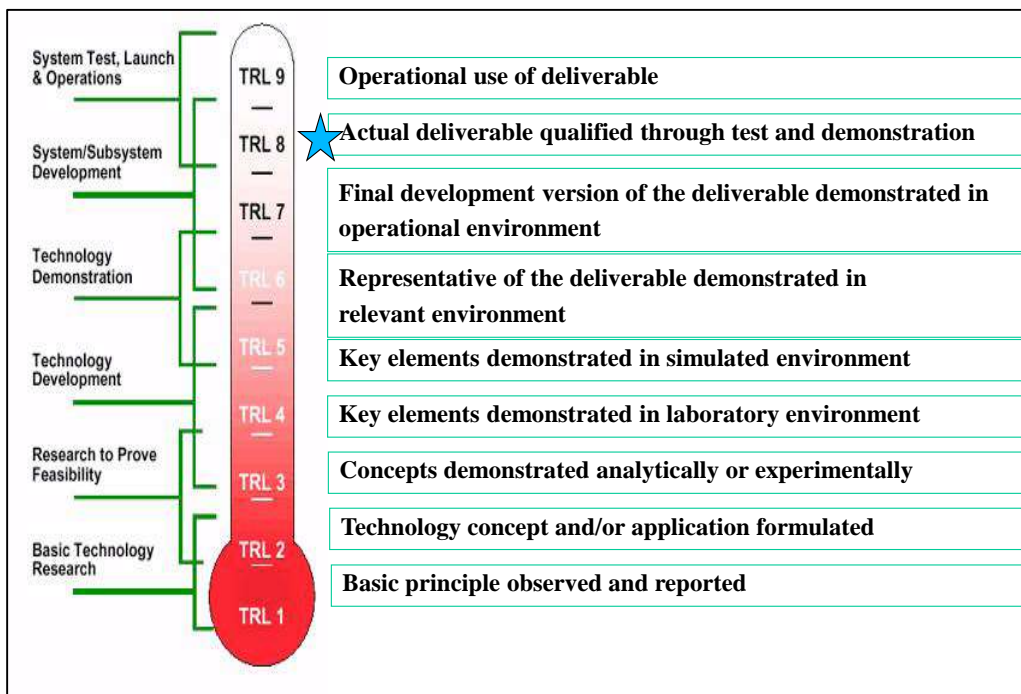 System Test, Launch
& Operations
System/Subsystem
Development
Technology
Demonstration
Technology
Development
Research to Prove
Feasibility
Basic Technology
Research
TRL 9
TRL 8
TRL 7
TRL 6
TRL 5
TRL 4
TRL 3
TRL 2
TRL 1
Operational use of deliverable
Actual deliverable qualified through test and demonstration
Final development version of the deliverable demonstrated in
operational environment
Representative of the deliverable demonstrated in
relevant environment
Key elements demonstrated in simulated environment
Key elements demonstrated in laboratory environment
Concepts demonstrated analytically or experimentally
Technology concept and/or application formulated
Basic principle observed and reported